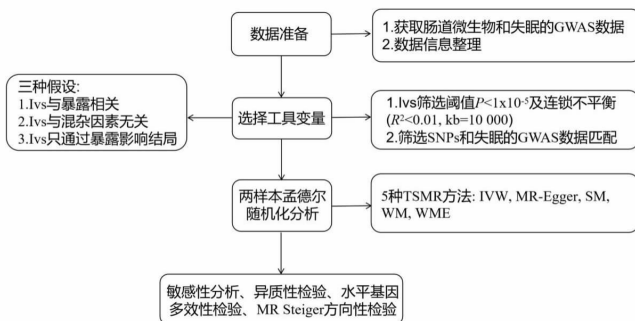 数据准备
1.获取肠道微生物和失眠的GWAS数据
2.数据信息整理
三种假设:
1.Ivs与暴露相关
2.Ivs与混杂因素无关
3.Ivs只通过暴露影响结局
选择工具变量
1.Ivs筛选阈值P<1x10⁻⁵及连锁不平衡
(R²<0.01, kb=10 000)
2.筛选SNPs和失眠的GWAS数据匹配
两样本孟德尔
随机化分析
5种TSMR方法: IVW, MR-Egger, SM,
WM, WME
敏感性分析、异质性检验、水平基因
多效性检验、MR Steiger方向性检验